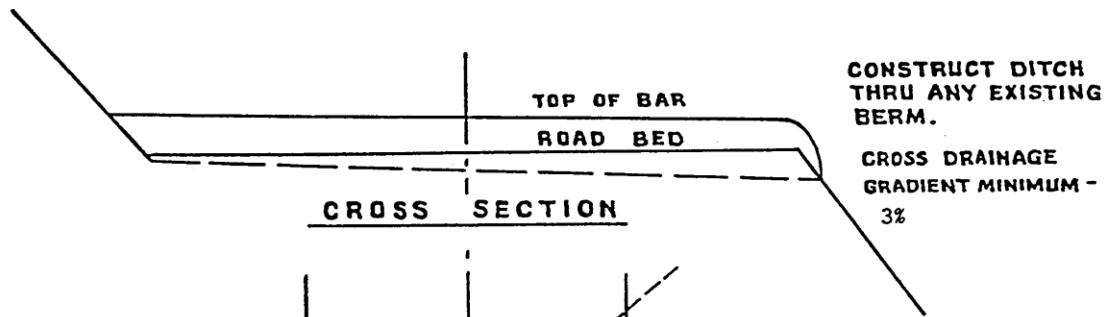 TOP OF BAR
ROAD BED
CROSS SECTION
CONSTRUCT DITCH
THRU ANY EXISTING
BERM.
CROSS DRAINAGE
GRADIENT MINIMUM -
3%